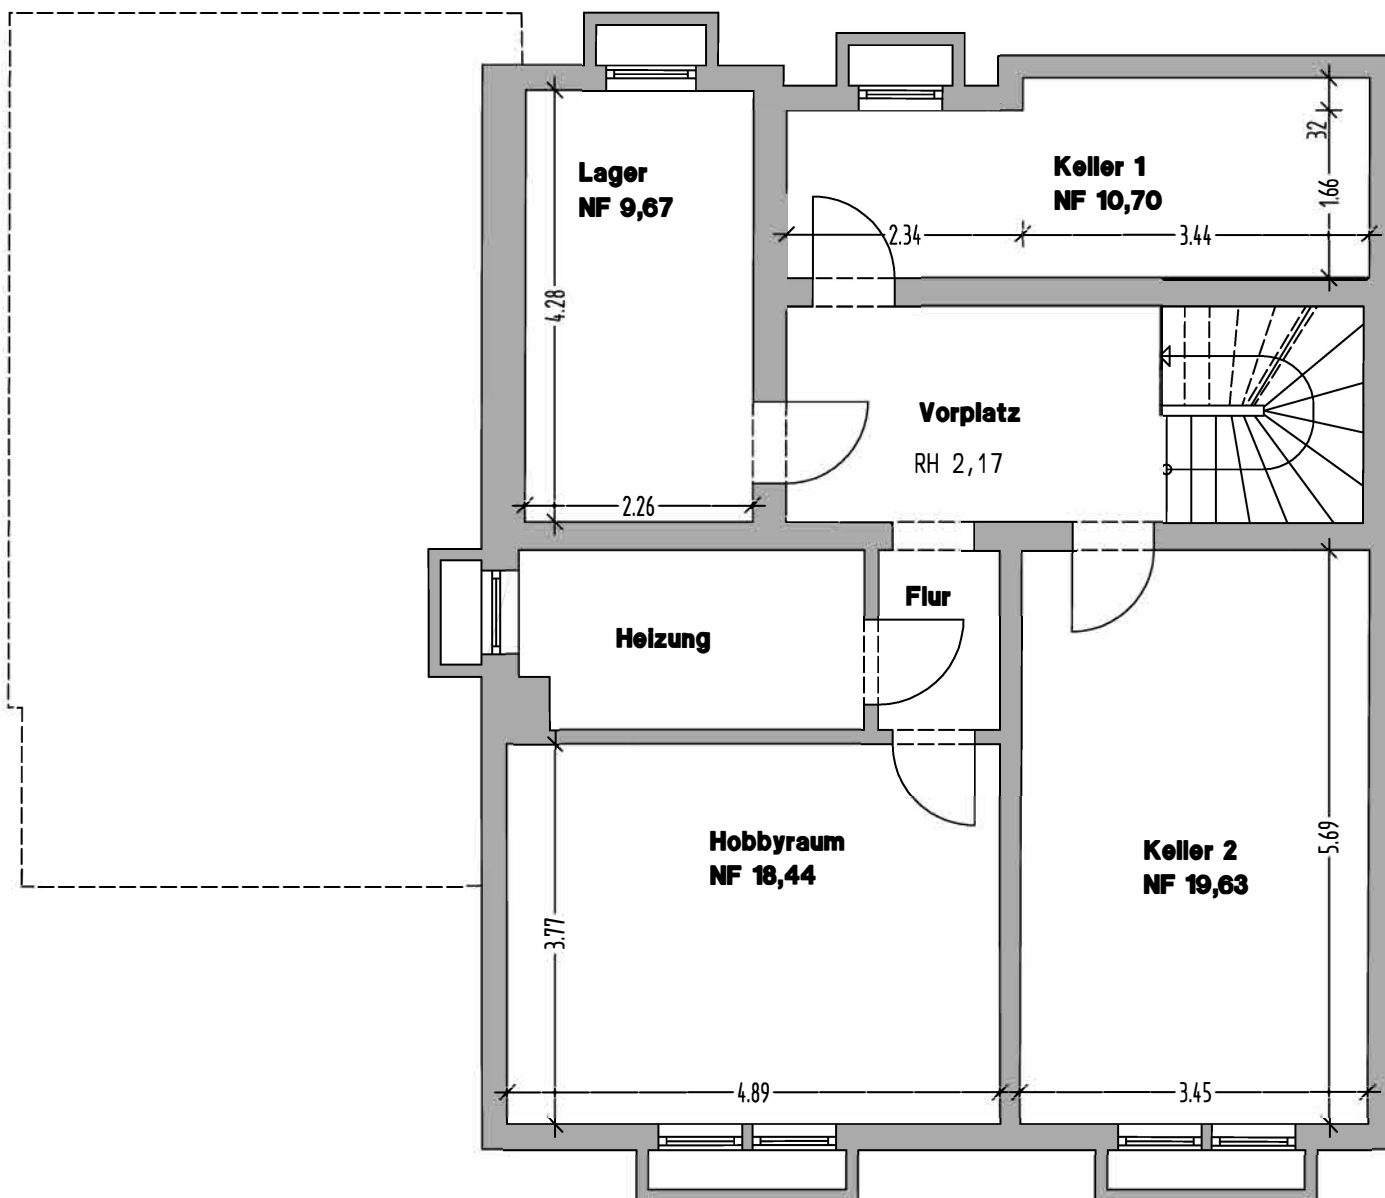 Lager
NF 9,67
Keller 1
NF 10,70
32
1.66
2.34
3.44
4.28
Vorplatz
RH 2,17
2.26
Flur
Heizung
Hobbyraum
NF 18,44
Keller 2
NF 19,63
5.69
3.77
4.89
3.45